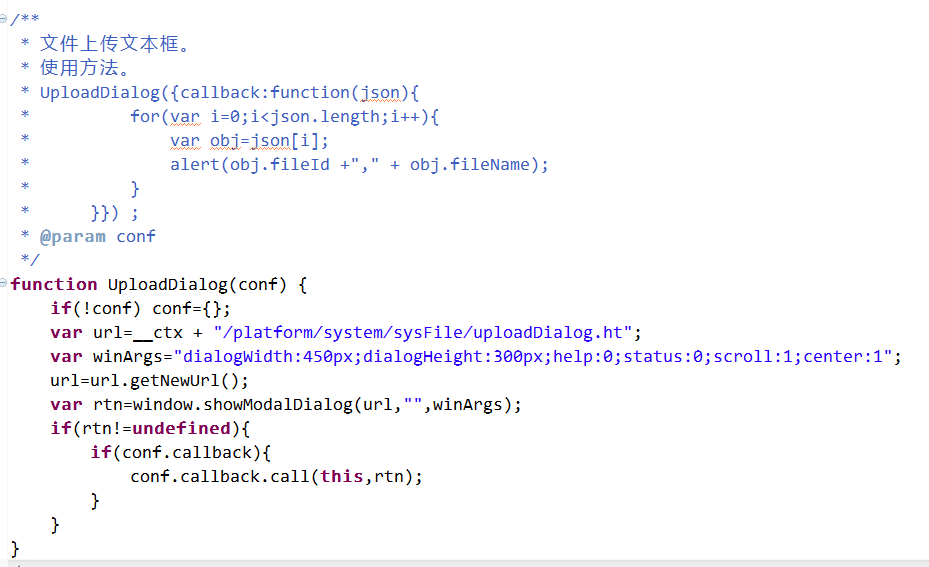 /**
 * 文件上传文本框。
 * 使用方法。
 * UploadDialog({callback:function(json){
 *          for(var i=0;i<json.length;i++){
 *              var obj=json[i];
 *              alert(obj.fileId +"," + obj.fileName);
 *          }
 *      }}) ;
 * @param conf
 */
function UploadDialog(conf) {
    if(!conf) conf={};
    var url=__ctx + "/platform/system/sysFile/uploadDialog.ht";
    var winArgs="dialogWidth:450px;dialogHeight:300px;help:0;status:0;scroll:1;center:1";
    url=url.getNewUrl();
    var rtn=window.showModalDialog(url,"",winArgs);
    if(rtn!=undefined){
        if(conf.callback){
            conf.callback.call(this,rtn);
        }
    }
}